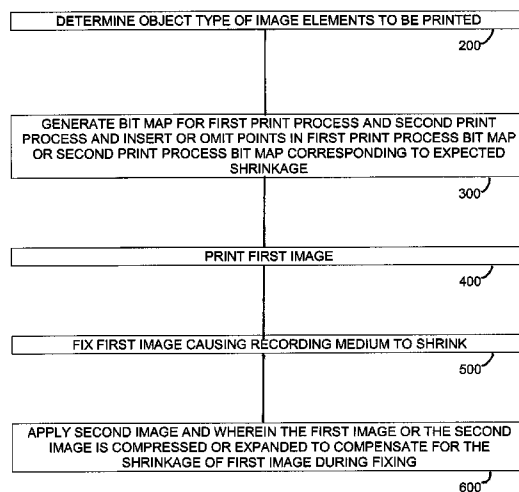 DETERMINE OBJECT TYPE OF IMAGE ELEMENTS TO BE PRINTED
200
GENERATE BIT MAP FOR FIRST PRINT PROCESS AND SECOND PRINT
PROCESS AND INSERT OR OMIT POINTS IN FIRST PRINT PROCESS BIT MAP
OR SECOND PRINT PROCESS BIT MAP CORRESPONDING TO EXPECTED
SHRINKAGE
300
PRINT FIRST IMAGE
400
FIX FIRST IMAGE CAUSING RECORDING MEDIUM TO SHRINK
500
APPLY SECOND IMAGE AND WHEREIN THE FIRST IMAGE OR THE SECOND
IMAGE IS COMPRESSED OR EXPANDED TO COMPENSATE FOR THE
SHRINKAGE OF FIRST IMAGE DURING FIXING
600